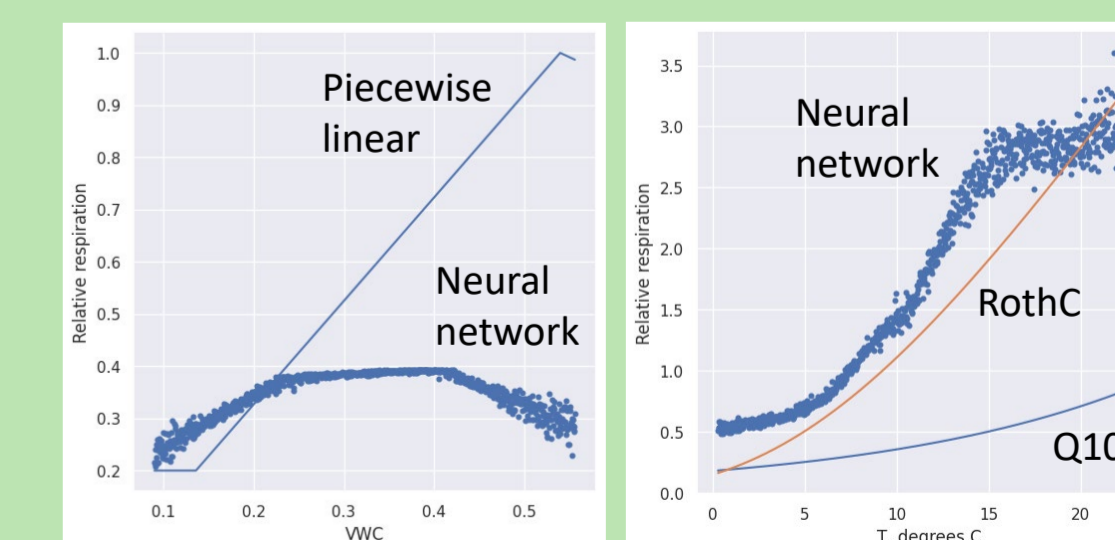 1.0
0.9
0.8
0.7
0.6
0.5
0.4
0.3
0.2
Relative respiration
Piecewise
linear
Neural
network
0.1 0.2 0.3 0.4 0.5
VWC
3.5
3.0
2.5
2.0
1.5
1.0
0.5
0.0
Relative respiration
Neural
network
RothC
Q10
0 5 10 15 20
T, degrees C